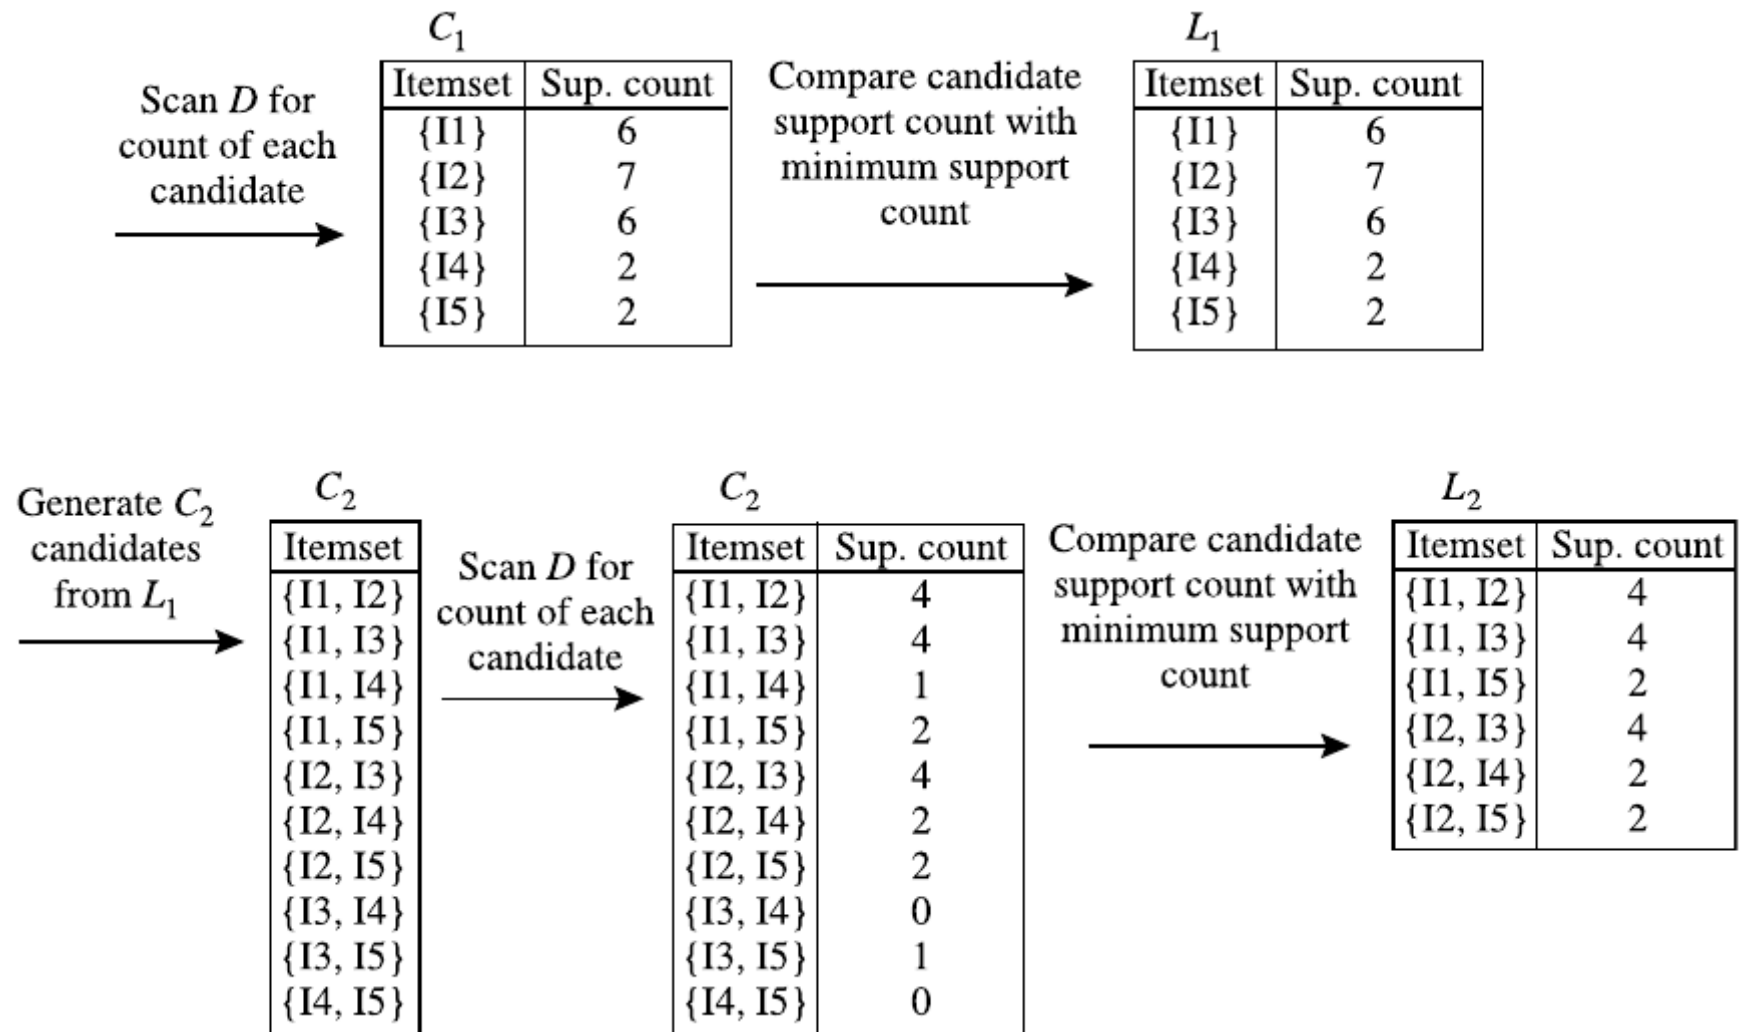 C1
L1
Scan D for
count of each
candidate
Itemset Sup. count
{I1} 6
{I2} 7
{I3} 6
{I4} 2
{I5} 2
Compare candidate
support count with
minimum support
count
Itemset Sup. count
{I1} 6
{I2} 7
{I3} 6
{I4} 2
{I5} 2
Generate C2
candidates
from L1
C2
Itemset
{I1, I2}
{I1, I3}
{I1, I4}
{I1, I5}
{I2, I3}
{I2, I4}
{I2, I5}
{I3, I4}
{I3, I5}
{I4, I5}
Scan D for
count of each
candidate
C2
Itemset Sup. count
{I1, I2} 4
{I1, I3} 4
{I1, I4} 1
{I1, I5} 2
{I2, I3} 4
{I2, I4} 2
{I2, I5} 2
{I3, I4} 0
{I3, I5} 1
{I4, I5} 0
Compare candidate
support count with
minimum support
count
L2
Itemset Sup. count
{I1, I2} 4
{I1, I3} 4
{I1, I5} 2
{I2, I3} 4
{I2, I4} 2
{I2, I5} 2